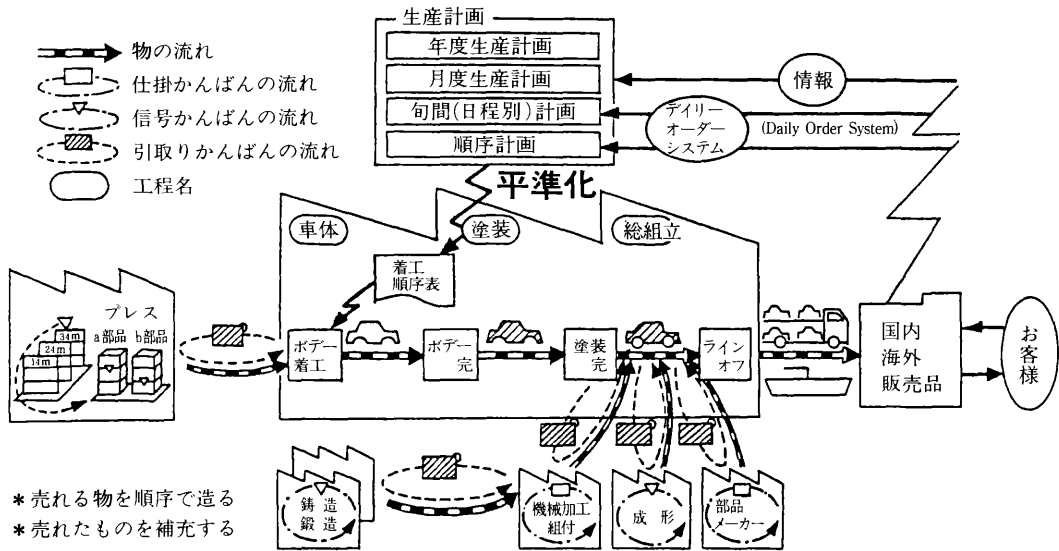 生産計画
年度生産計画
月度生産計画
旬間(日程別)計画
順序計画
物の流れ
仕掛かんばんの流れ
信号かんばんの流れ
引取りかんばんの流れ
工程名
情報
デイリー
オーダー
システム
(Daily Order System)
平準化
車体
塗装
総組立
着工
順序表
プレス
a部品
b部品
34m
24m
14m
ボデー
着工
ボデー
完
塗装
完
ライン
オフ
国内
海外
販売品
お客様
鋳造
鍛造
機械加工
組付
成形
部品
メーカー
*売れる物を順序で造る
*売れたものを補充する